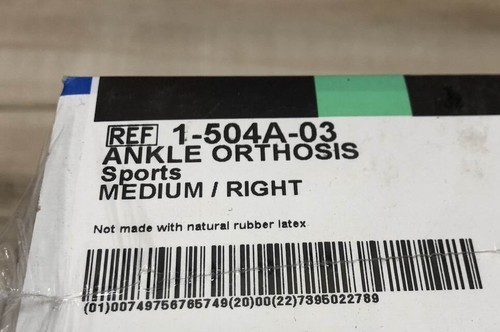 REF 1-504A-03
ANKLE ORTHOSIS
Sports
MEDIUM / RIGHT
Not made with natural rubber latex
(01)00749756765749(20)00(22)7395022789